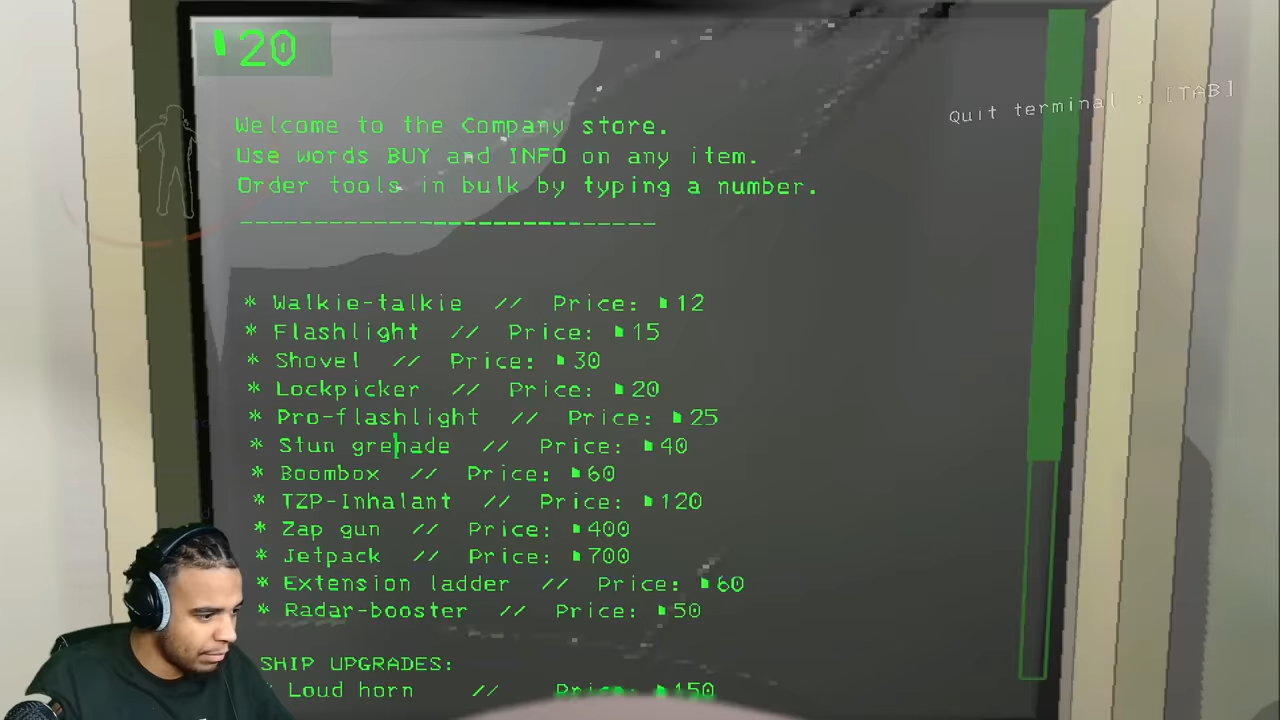 20
Quit terminal : [TAB]
Welcome to the Company store.
Use words BUY and INFO on any item.
Order tools in bulk by typing a number.
----------------------------
* Walkie-talkie // Price: ▮12
* Flashlight // Price: ▮15
* Shovel // Price: ▮30
* Lockpicker // Price: ▮20
* Pro-flashlight // Price: ▮25
* Stun grenade // Price: ▮40
* Boombox // Price: ▮60
* TZP-Inhalant // Price: ▮120
* Zap gun // Price: ▮400
* Jetpack // Price: ▮700
* Extension ladder // Price: ▮60
* Radar-booster // Price: ▮50
SHIP UPGRADES:
* Loud horn // Price: ▮150